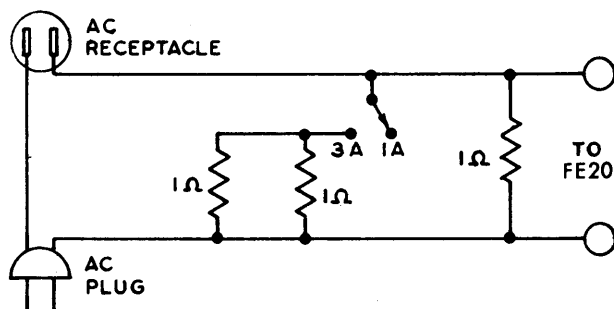 AC
RECEPTACLE
3A 1A
1Ω
1Ω
1Ω
TO
FE20
AC
PLUG